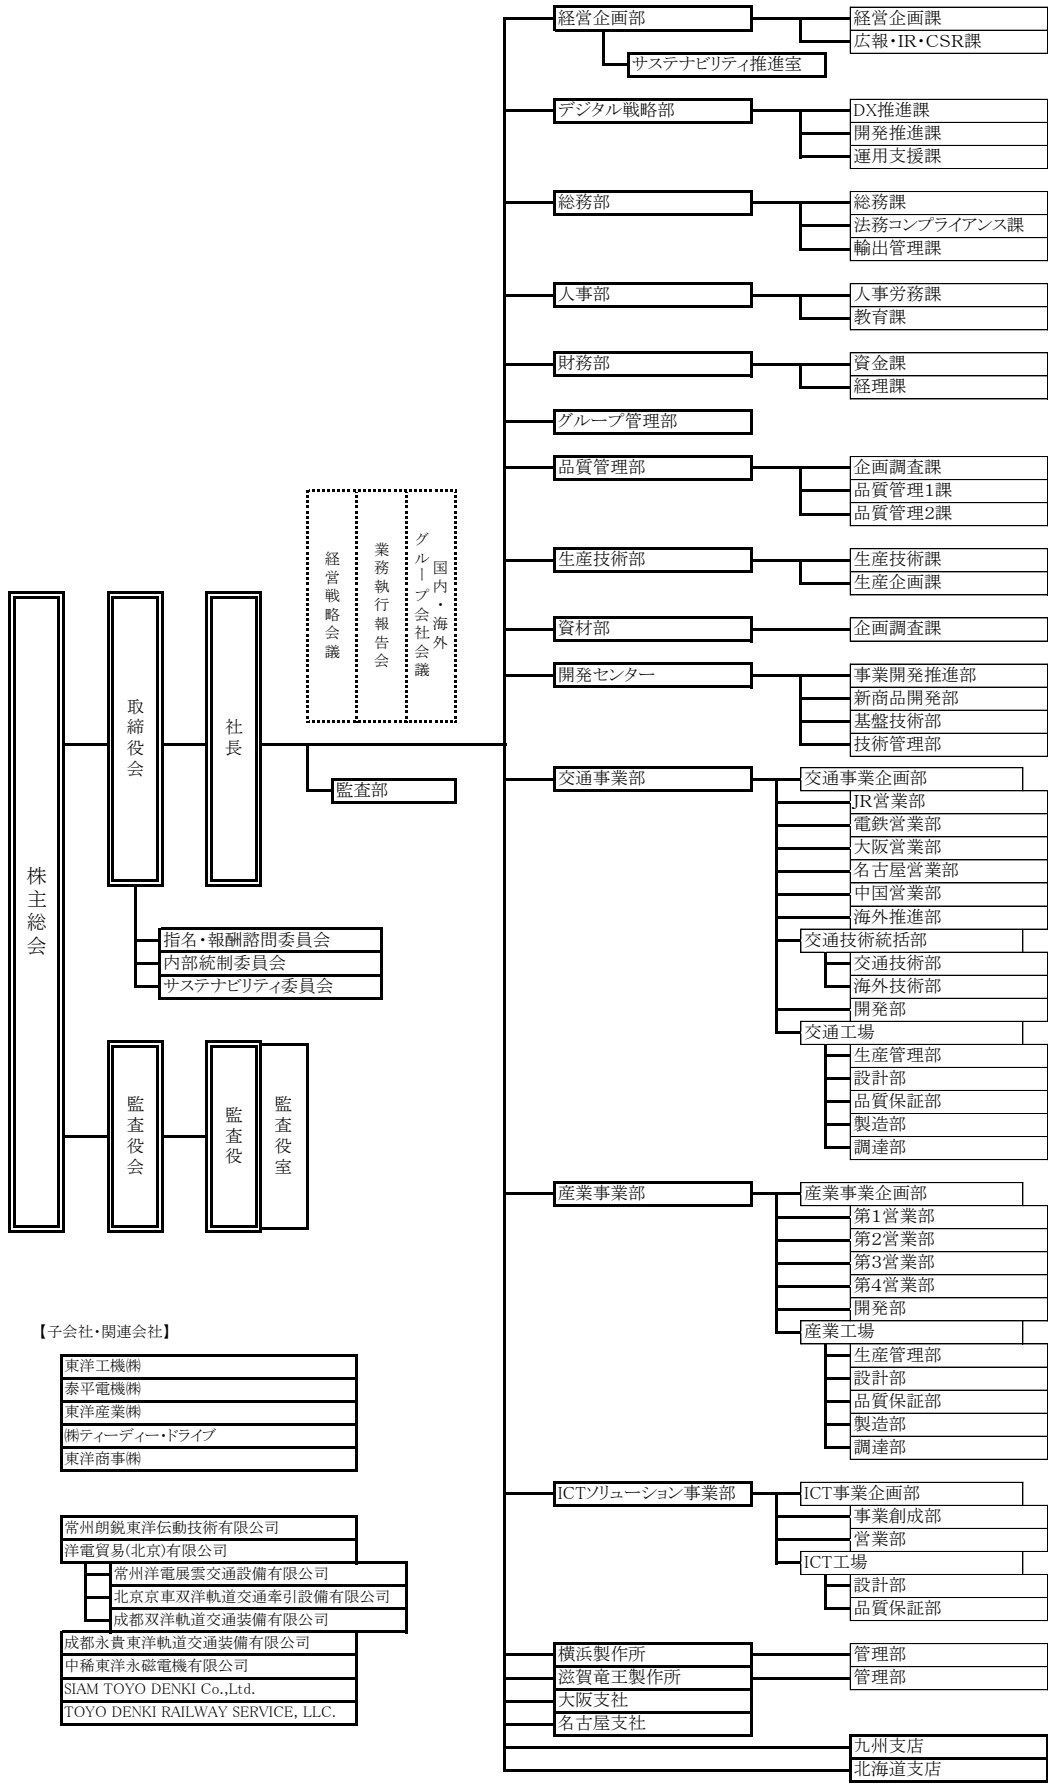 株主総会
取締役会
社長
経営戦略会議
業務執行報告会
国内・海外
グループ会社会議
監査部
指名・報酬諮問委員会
内部統制委員会
サステナビリティ委員会
監査役会
監査役
監査役室
経営企画部
経営企画課
広報・IR・CSR課
サステナビリティ推進室
デジタル戦略部
DX推進課
開発推進課
運用支援課
総務部
総務課
法務コンプライアンス課
輸出管理課
人事部
人事労務課
教育課
財務部
資金課
経理課
グループ管理部
品質管理部
企画調査課
品質管理1課
品質管理2課
生産技術部
生産技術課
生産企画課
資材部
企画調査課
開発センター
事業開発推進部
新商品開発部
基盤技術部
技術管理部
交通事業部
交通事業企画部
JR営業部
電鉄営業部
大阪営業部
名古屋営業部
中国営業部
海外推進部
交通技術統括部
交通技術部
海外技術部
開発部
交通工場
生産管理部
設計部
品質保証部
製造部
調達部
産業事業部
産業事業企画部
第1営業部
第2営業部
第3営業部
第4営業部
開発部
産業工場
生産管理部
設計部
品質保証部
製造部
調達部
ICTソリューション事業部
ICT事業企画部
事業創成部
営業部
ICT工場
設計部
品質保証部
横浜製作所
管理部
滋賀竜王製作所
管理部
大阪支社
名古屋支社
九州支店
北海道支店
【子会社・関連会社】
東洋工機㈱
泰平電機㈱
東洋産業㈱
㈱ティーディー・ドライブ
東洋商事㈱
常州朗鋭東洋伝動技術有限公司
洋電貿易(北京)有限公司
常州洋電展雲交通設備有限公司
北京京車双洋軌道交通牽引設備有限公司
成都双洋軌道交通装備有限公司
成都永貴東洋軌道交通装備有限公司
中稀東洋永磁電機有限公司
SIAM TOYO DENKI Co.,Ltd.
TOYO DENKI RAILWAY SERVICE, LLC.